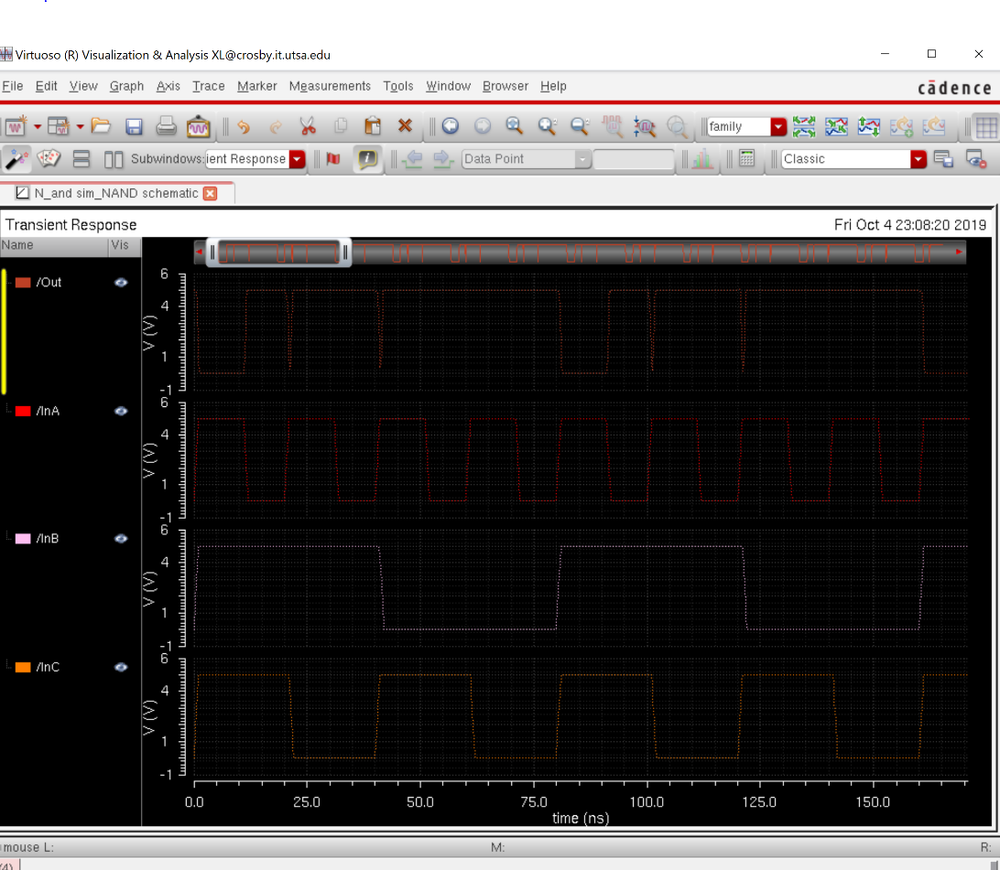 Virtuoso (R) Visualization & Analysis XL@crosby.it.utsa.edu
File Edit View Graph Axis Trace Marker Measurements Tools Window Browser Help
cādence
family
Subwindows: ient Response
Data Point
Classic
N_and sim_NAND schematic
Transient Response
Fri Oct 4 23:08:20 2019
Name Vis
/Out
6
4
1
-1
V (V)
/InA
6
4
1
-1
V (V)
/InB
6
4
1
-1
V (V)
/InC
6
4
1
-1
V (V)
0.0 25.0 50.0 75.0 100.0 125.0 150.0
time (ns)
mouse L: M: R: